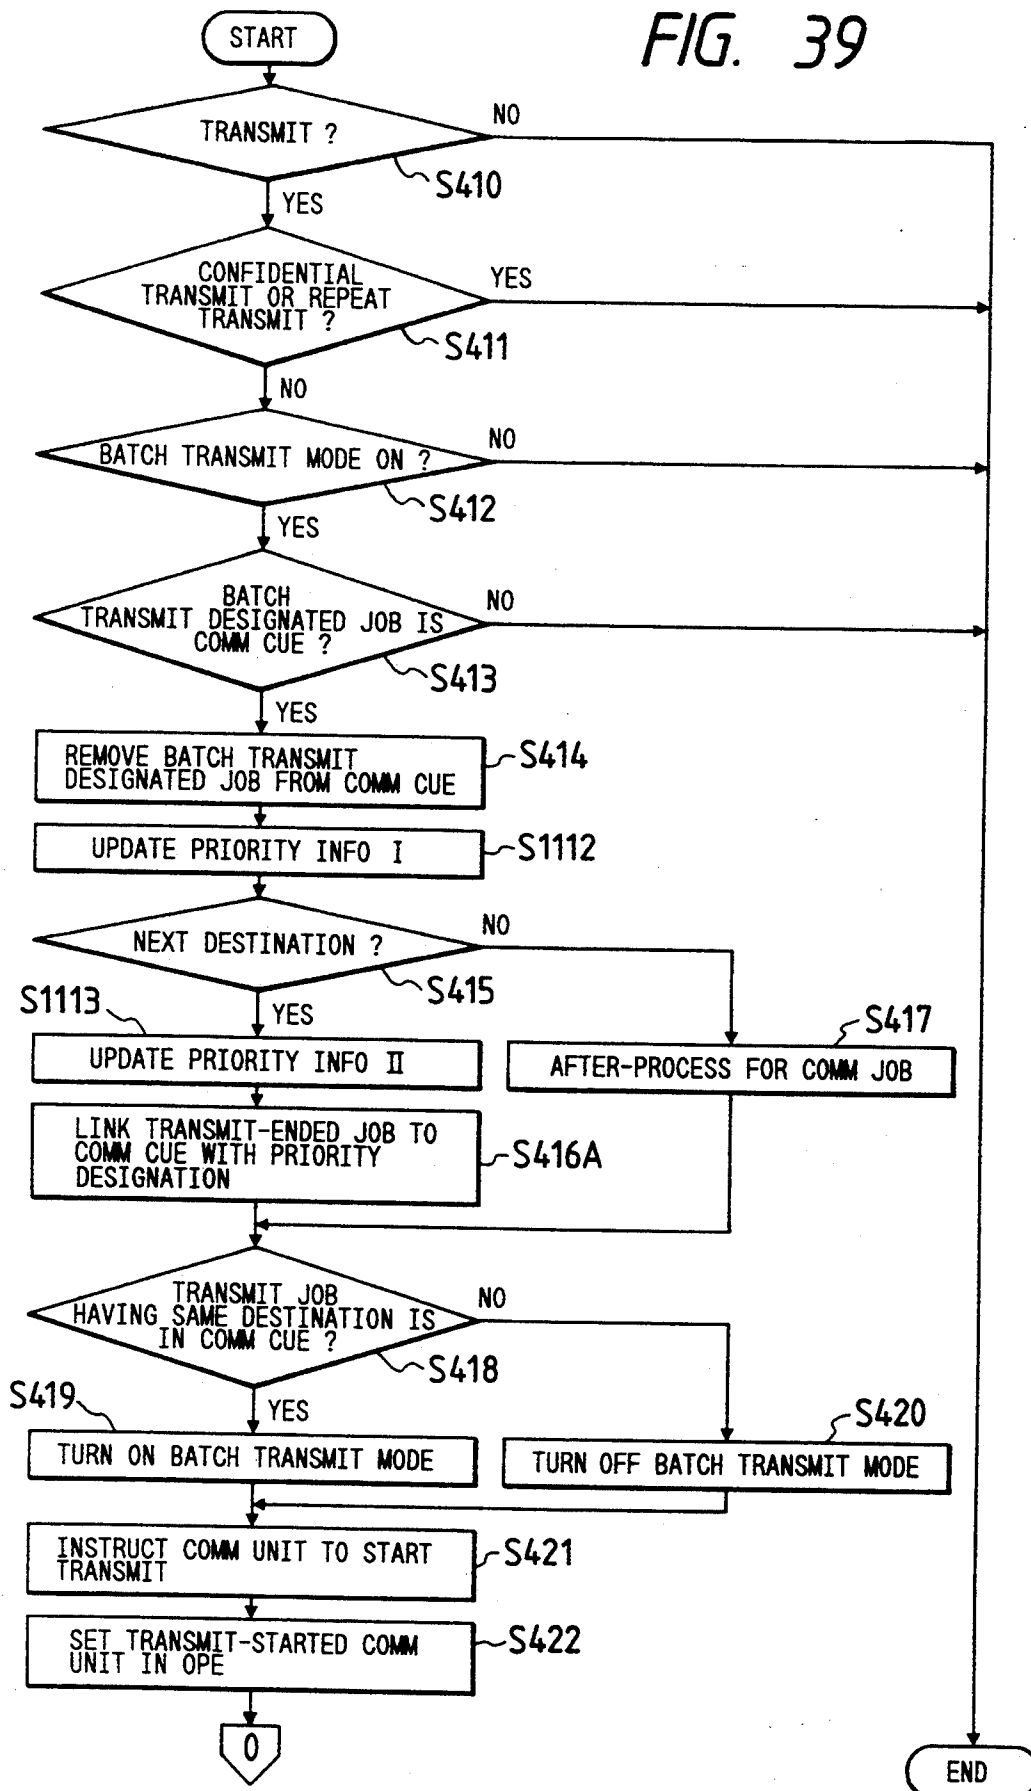 FIG. 39
START
TRANSMIT ?
NO
S410
YES
CONFIDENTIAL
TRANSMIT OR REPEAT
TRANSMIT ?
YES
S411
NO
BATCH TRANSMIT MODE ON ?
NO
S412
YES
BATCH
TRANSMIT DESIGNATED JOB IS
COMM CUE ?
NO
S413
YES
REMOVE BATCH TRANSMIT
DESIGNATED JOB FROM COMM CUE
S414
UPDATE PRIORITY INFO I
S1112
NEXT DESTINATION ?
NO
S415
YES
S1113
UPDATE PRIORITY INFO II
S417
AFTER-PROCESS FOR COMM JOB
LINK TRANSMIT-ENDED JOB TO
COMM CUE WITH PRIORITY
DESIGNATION
S416A
TRANSMIT JOB
HAVING SAME DESTINATION IS
IN COMM CUE ?
NO
S418
YES
S419
TURN ON BATCH TRANSMIT MODE
S420
TURN OFF BATCH TRANSMIT MODE
INSTRUCT COMM UNIT TO START
TRANSMIT
S421
SET TRANSMIT-STARTED COMM
UNIT IN OPE
S422
O
END